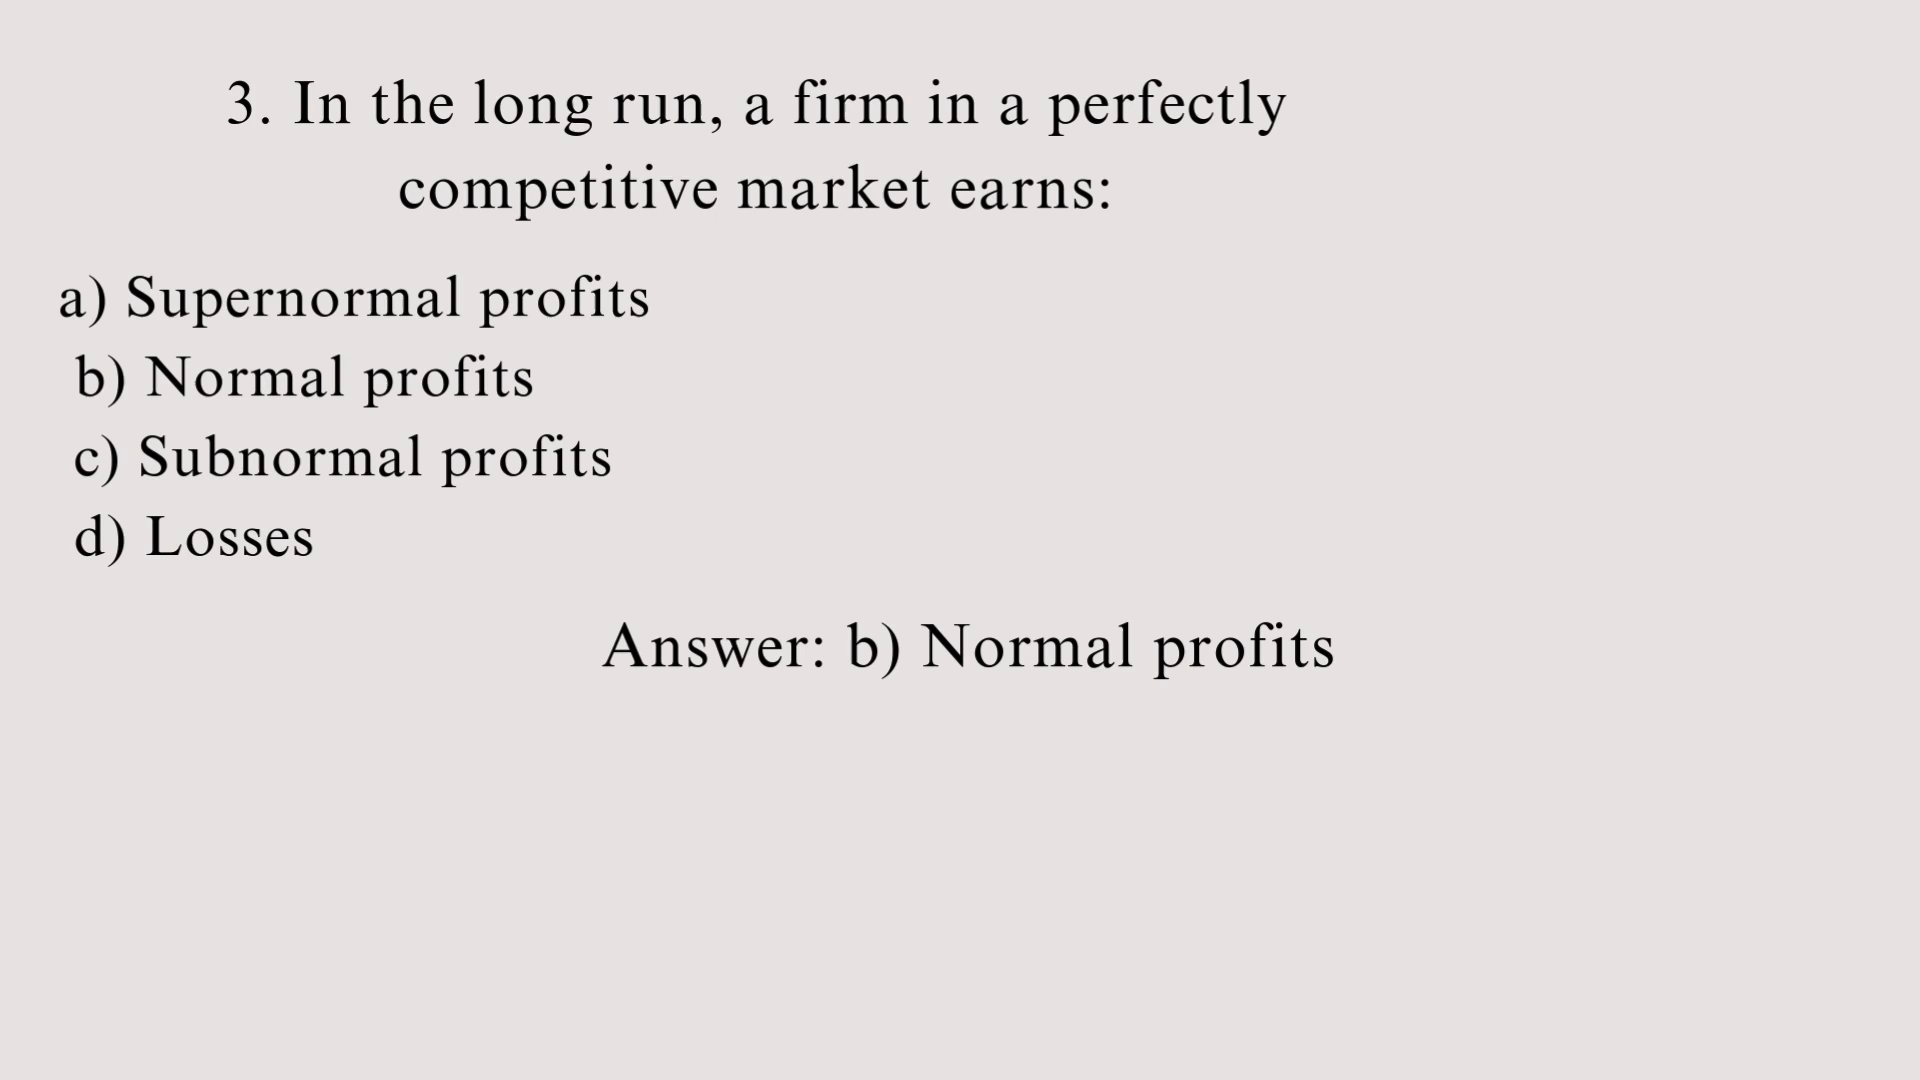 3. In the long run, a firm in a perfectly
competitive market earns:
a) Supernormal profits
b) Normal profits
c) Subnormal profits
d) Losses
Answer: b) Normal profits